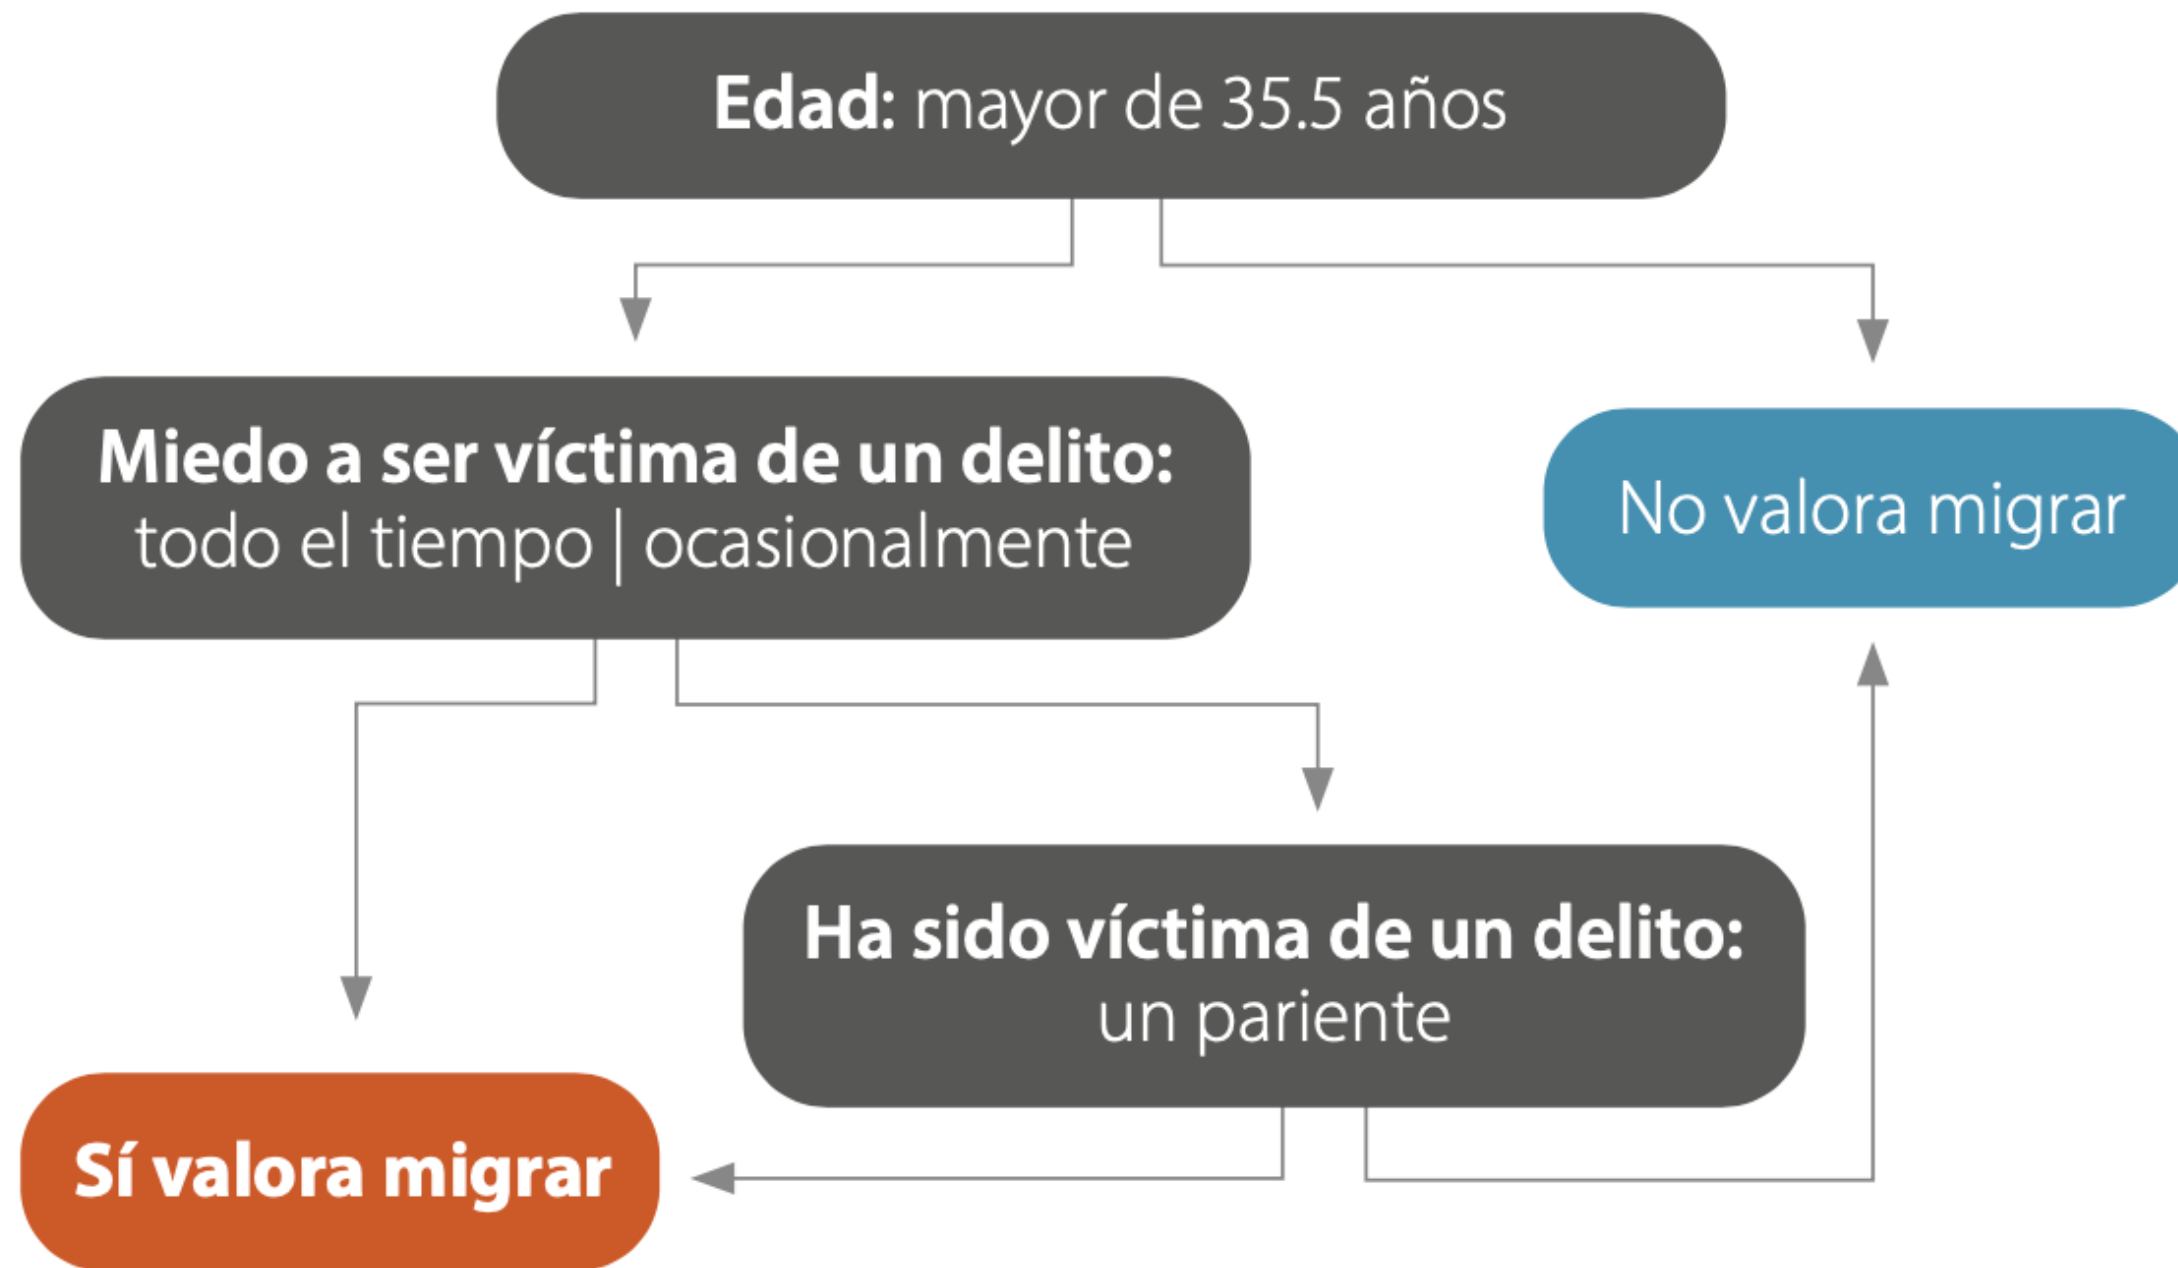 Edad: mayor de 35.5 años
Miedo a ser víctima de un delito:
todo el tiempo | ocasionalmente
No valora migrar
Ha sido víctima de un delito:
un pariente
Sí valora migrar